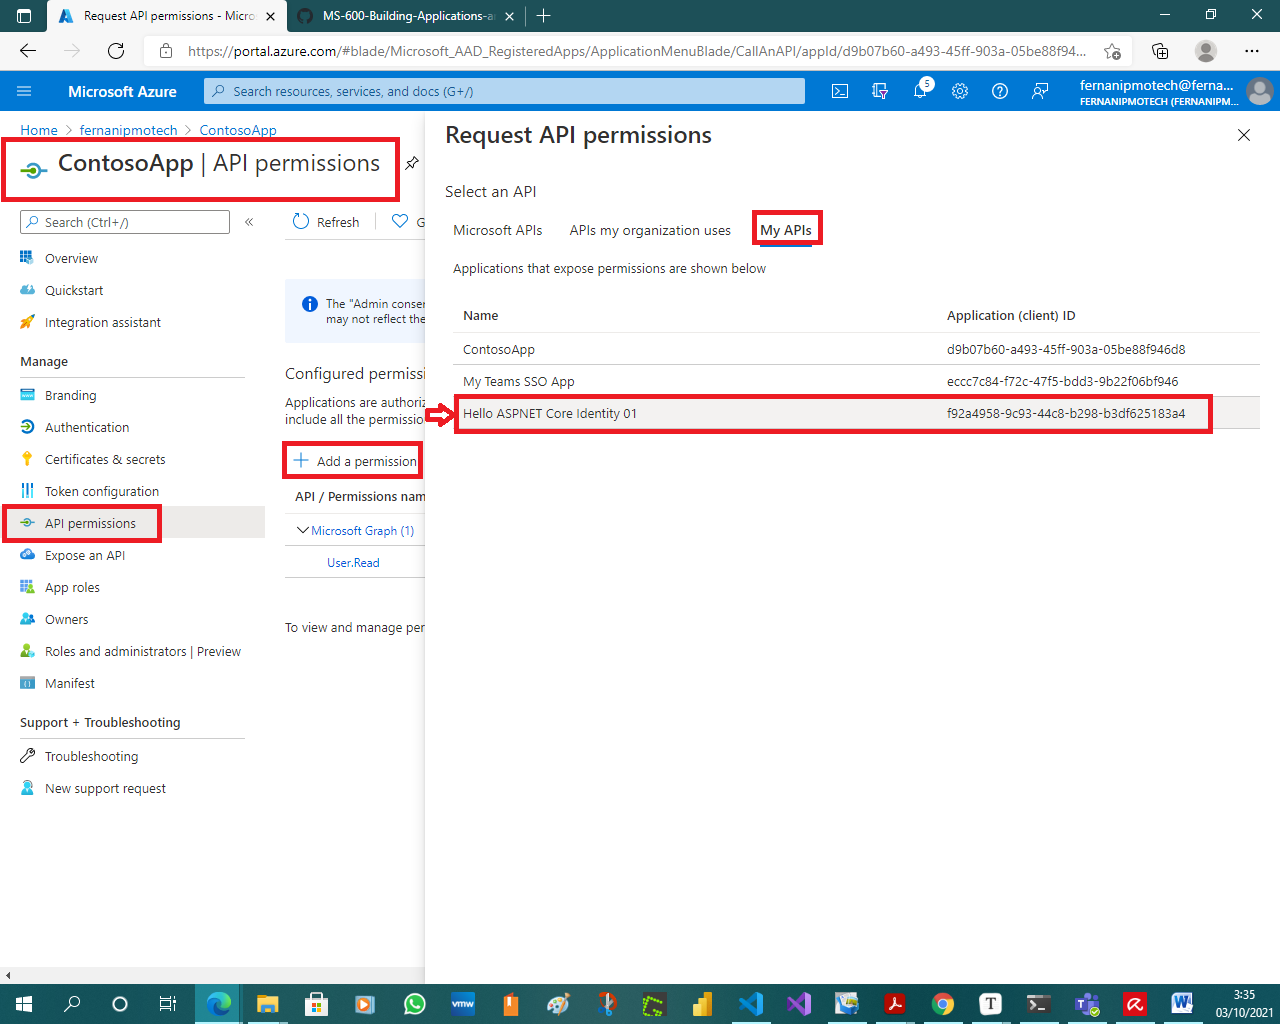 Request API permissions - Micros
MS-600-Building-Applications-a
https://portal.azure.com/#blade/Microsoft_AAD_RegisteredApps/ApplicationMenuBlade/CallAnAPI/appId/d9b07b60-a493-45ff-903a-05be88f94...
Microsoft Azure
Search resources, services, and docs (G+/)
5
fernanipmotech@ferna...
FERNANIPMOTECH (FERNANIPM...
Home > fernanipmotech > ContosoApp
ContosoApp | API permissions
Search (Ctrl+/)
«
Overview
Quickstart
Integration assistant
Manage
Branding
Authentication
Certificates & secrets
Token configuration
API permissions
Expose an API
App roles
Owners
Roles and administrators | Preview
Manifest
Support + Troubleshooting
Troubleshooting
New support request
Refresh
G
The "Admin conser
may not reflect the
Configured permissi
Applications are authoriz
include all the permissio
+ Add a permission
API / Permissions nam
Microsoft Graph (1)
User.Read
To view and manage per
Request API permissions
Select an API
Microsoft APIs
APIs my organization uses
My APIs
Applications that expose permissions are shown below
Name
Application (client) ID
ContosoApp
d9b07b60-a493-45ff-903a-05be88f946d8
My Teams SSO App
eccc7c84-f72c-47f5-bdd3-9b22f06bf946
Hello ASPNET Core Identity 01
f92a4958-9c93-44c8-b298-b3df625183a4
vmw
T
3:35
03/10/2021